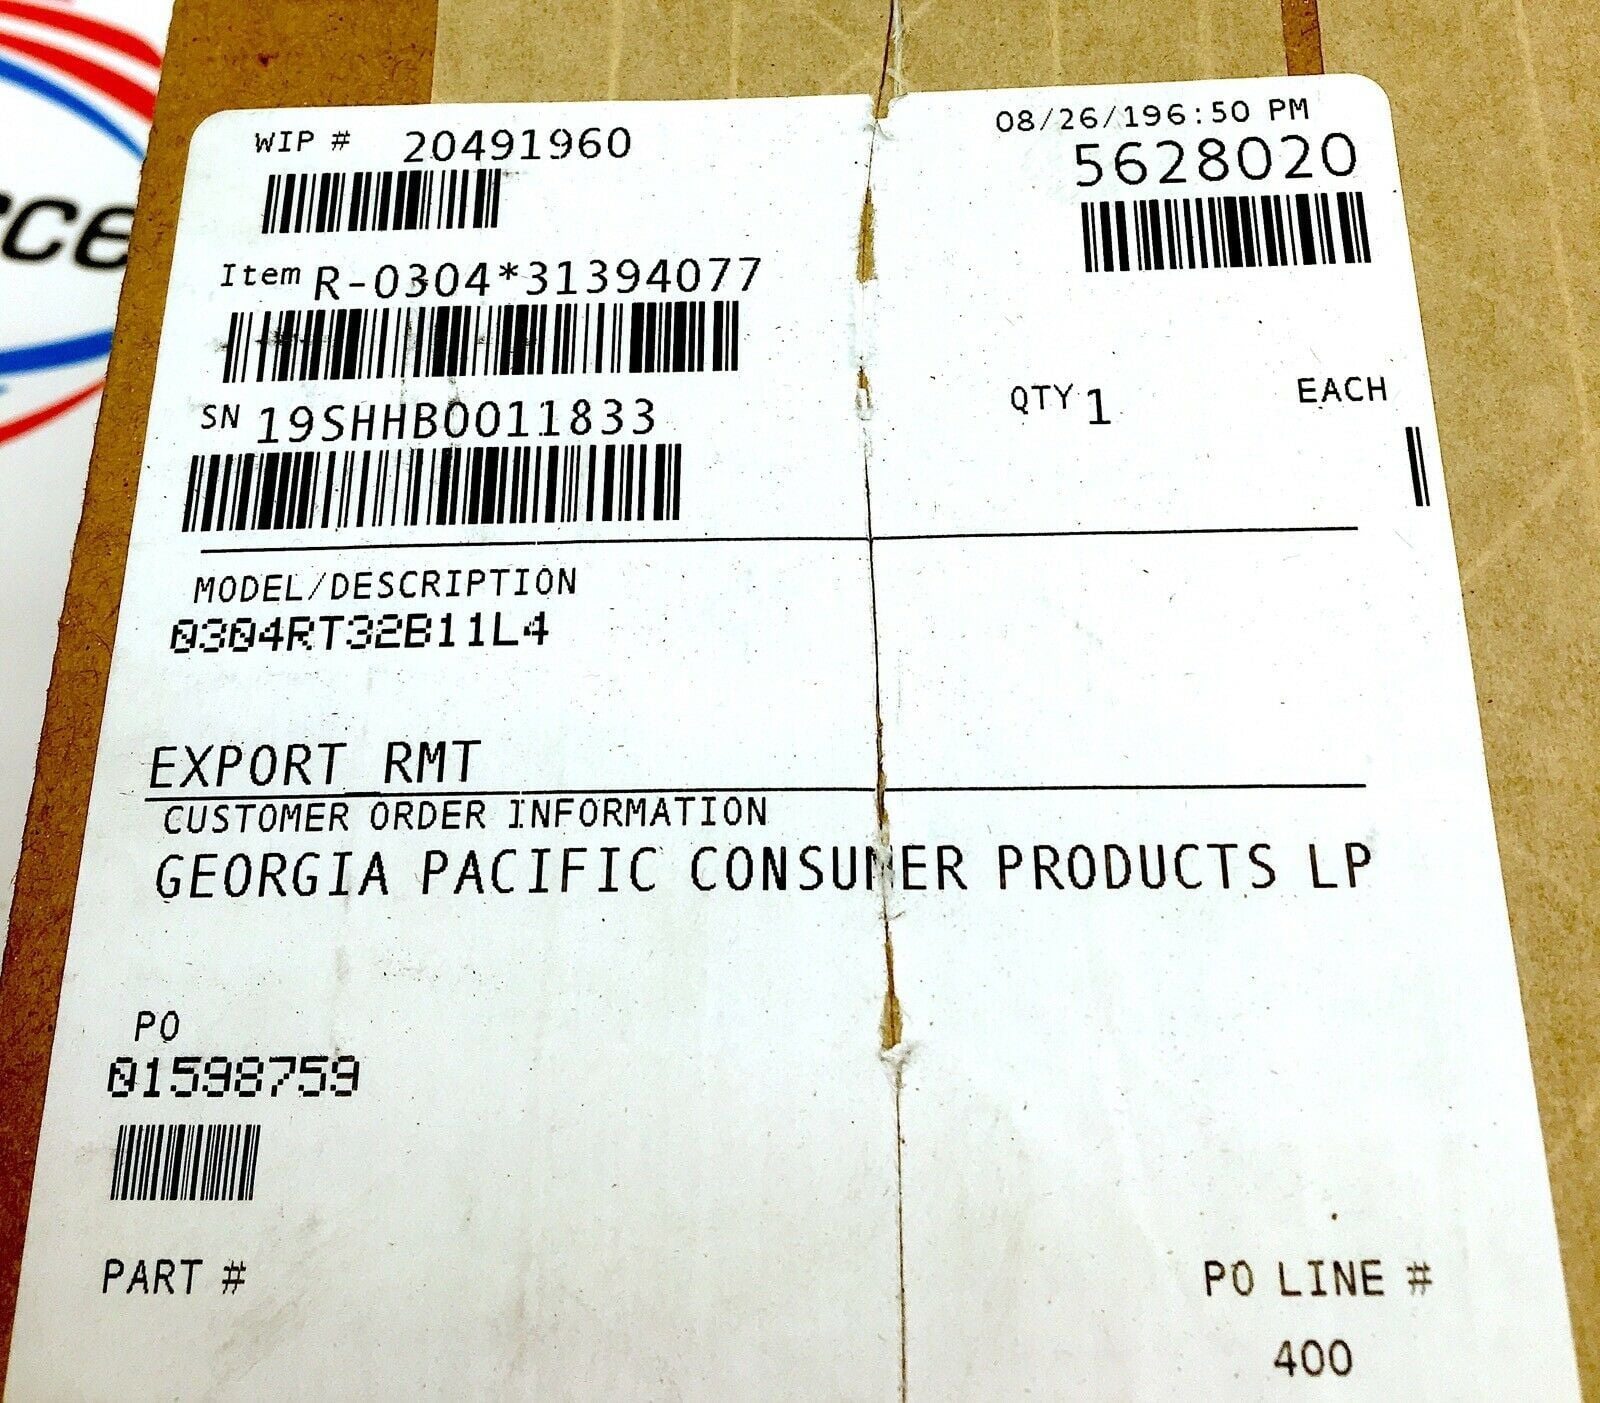 WIP # 20491960
08/26/196:50 PM
5628020
Item R-0304*31394077
SN 19SHHB0011833
QTY 1 EACH
MODEL/DESCRIPTION
0304RT32B11L4
EXPORT RMT
CUSTOMER ORDER INFORMATION
GEORGIA PACIFIC CONSUMER PRODUCTS LP
PO
01598759
PART #
PO LINE #
400